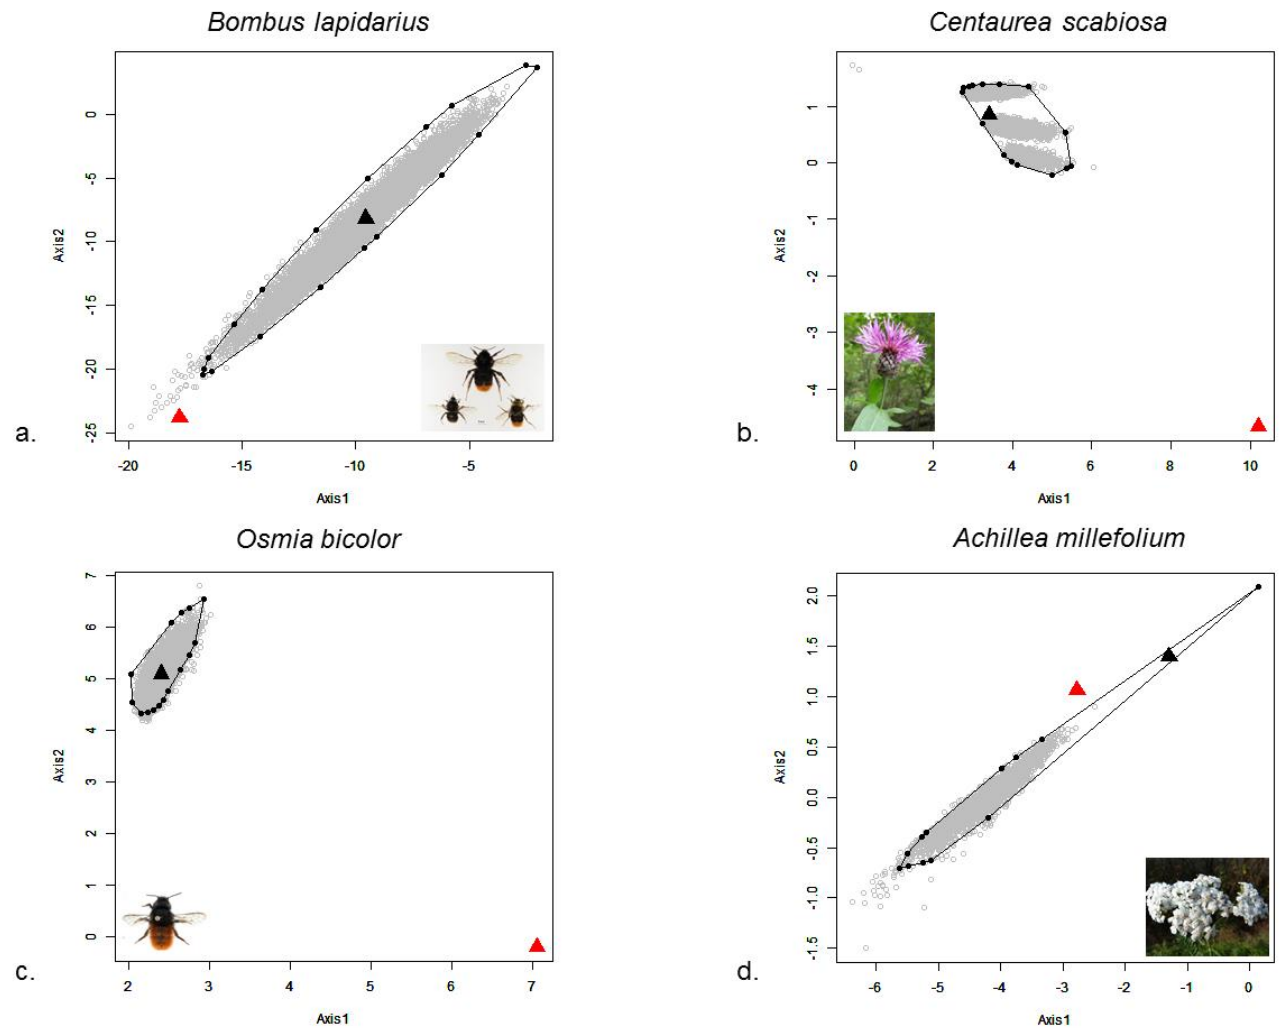 Bombus lapidarius
Centaurea scabiosa
0
-5
-10
-15
-20
-25
Axis2
-20 -15 -10 -5
Axis1
a.
1
0
-1
-2
-3
-4
Axis2
0 2 4 6 8 10
Axis1
b.
Osmia bicolor
Achillea millefolium
7
6
5
4
3
2
1
0
Axis2
2 3 4 5 6 7
Axis1
c.
2.0
1.5
1.0
0.5
0.0
-0.5
-1.0
-1.5
Axis2
-6 -5 -4 -3 -2 -1 0
Axis1
d.